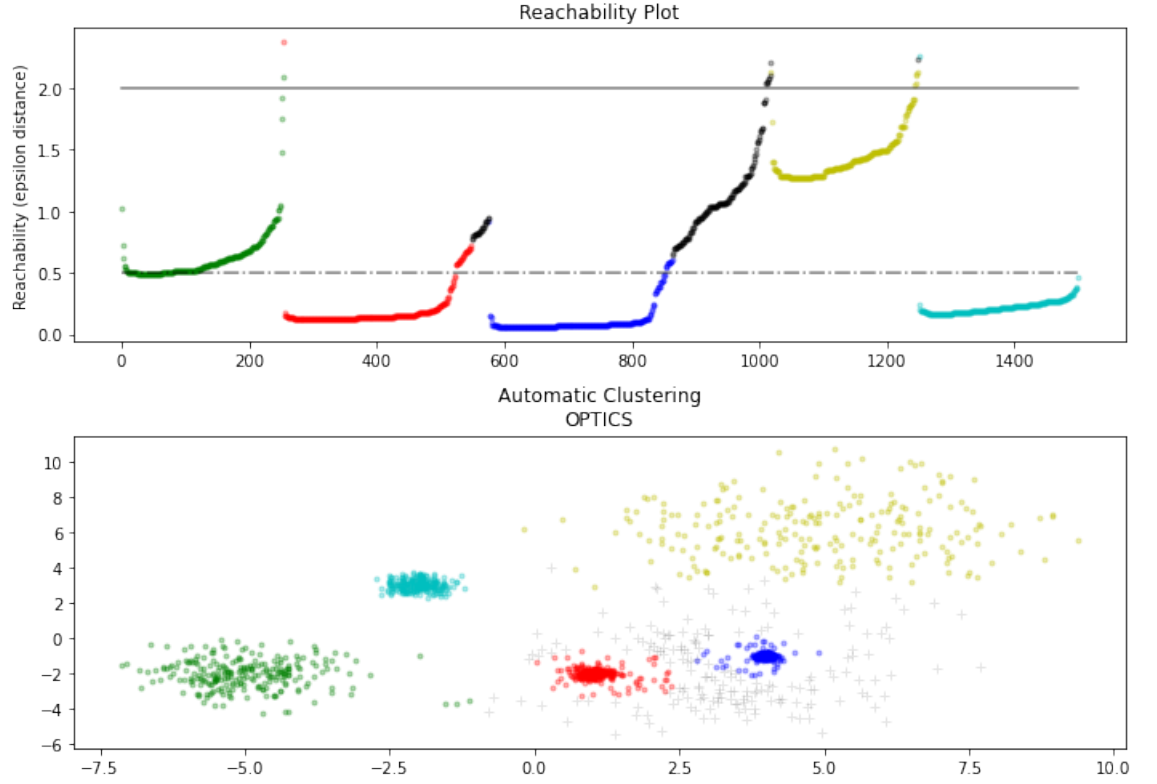 Reachability Plot
Reachability (epsilon distance)
2.0
1.5
1.0
0.5
0.0
0 200 400 600 800 1000 1200 1400
Automatic Clustering
OPTICS
10
8
6
4
2
0
−2
−4
−6
−7.5 −5.0 −2.5 0.0 2.5 5.0 7.5 10.0